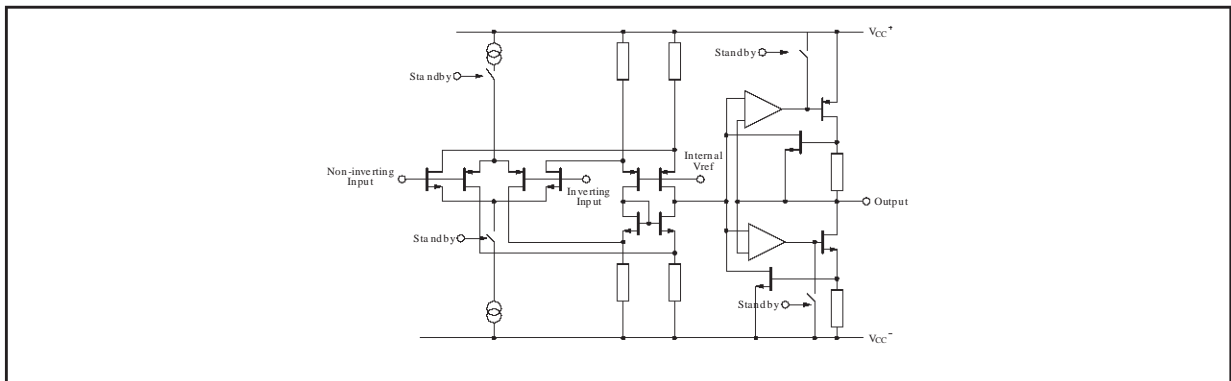 VCC+
Standby
Standby
Internal
Vref
Non-inverting
Input
Inverting
Input
Output
Standby
Standby
VCC-